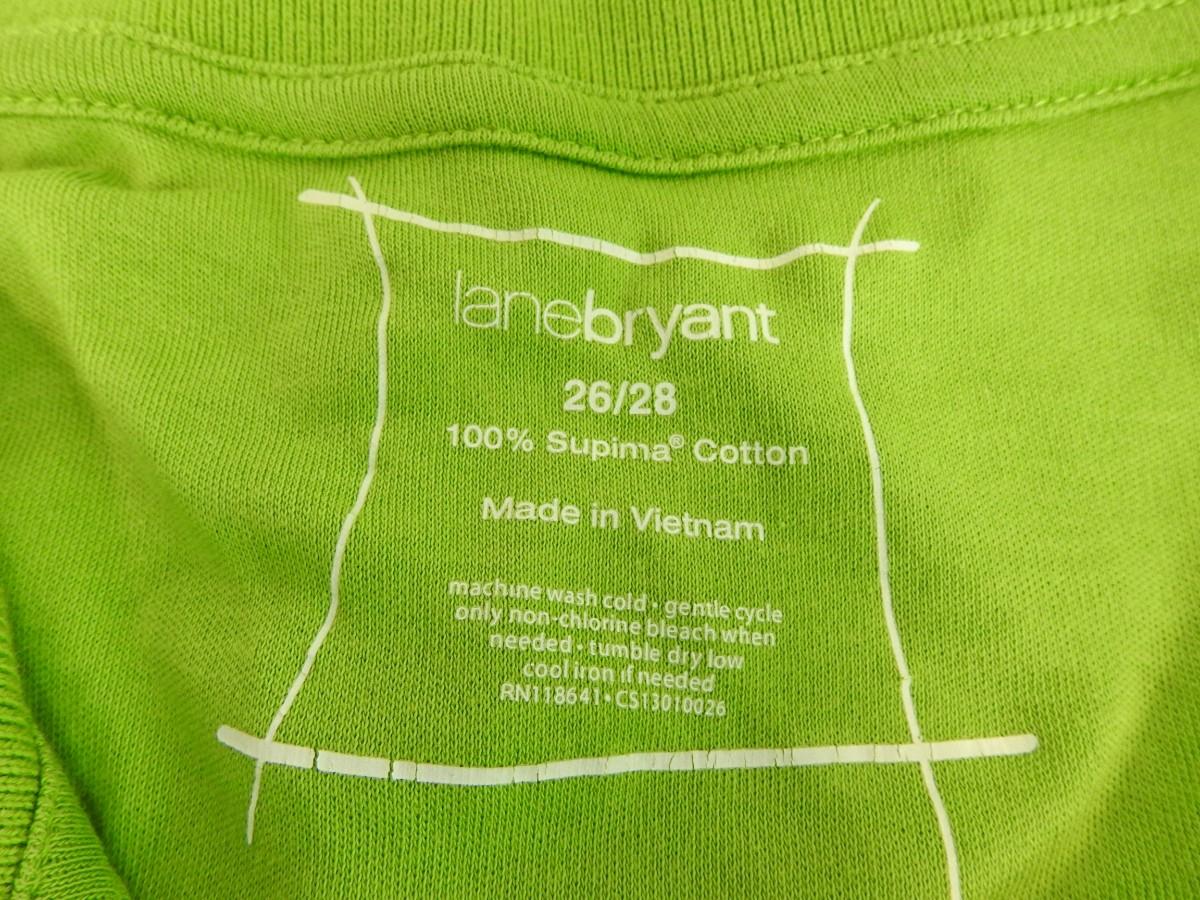 lanebryant
26/28
100% Supima® Cotton
Made in Vietnam
machine wash cold • gentle cycle
only non-chlorine bleach when
needed • tumble dry low
cool iron if needed
RN118641 • CS13010026